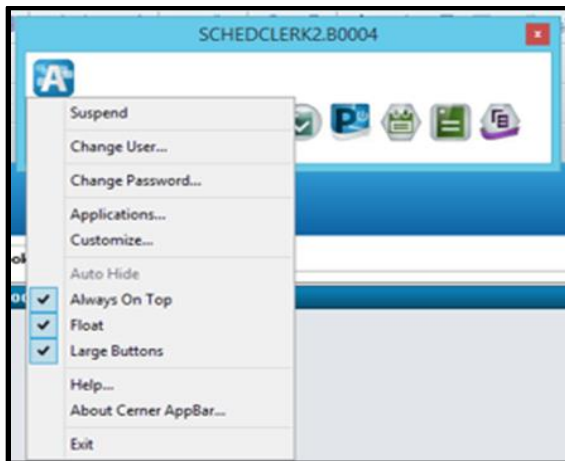 SCHEDCLERK2.B0004
Suspend
Change User...
Change Password...
Applications...
Customize...
Auto Hide
Always On Top
Float
Large Buttons
Help...
About Cerner AppBar...
Exit